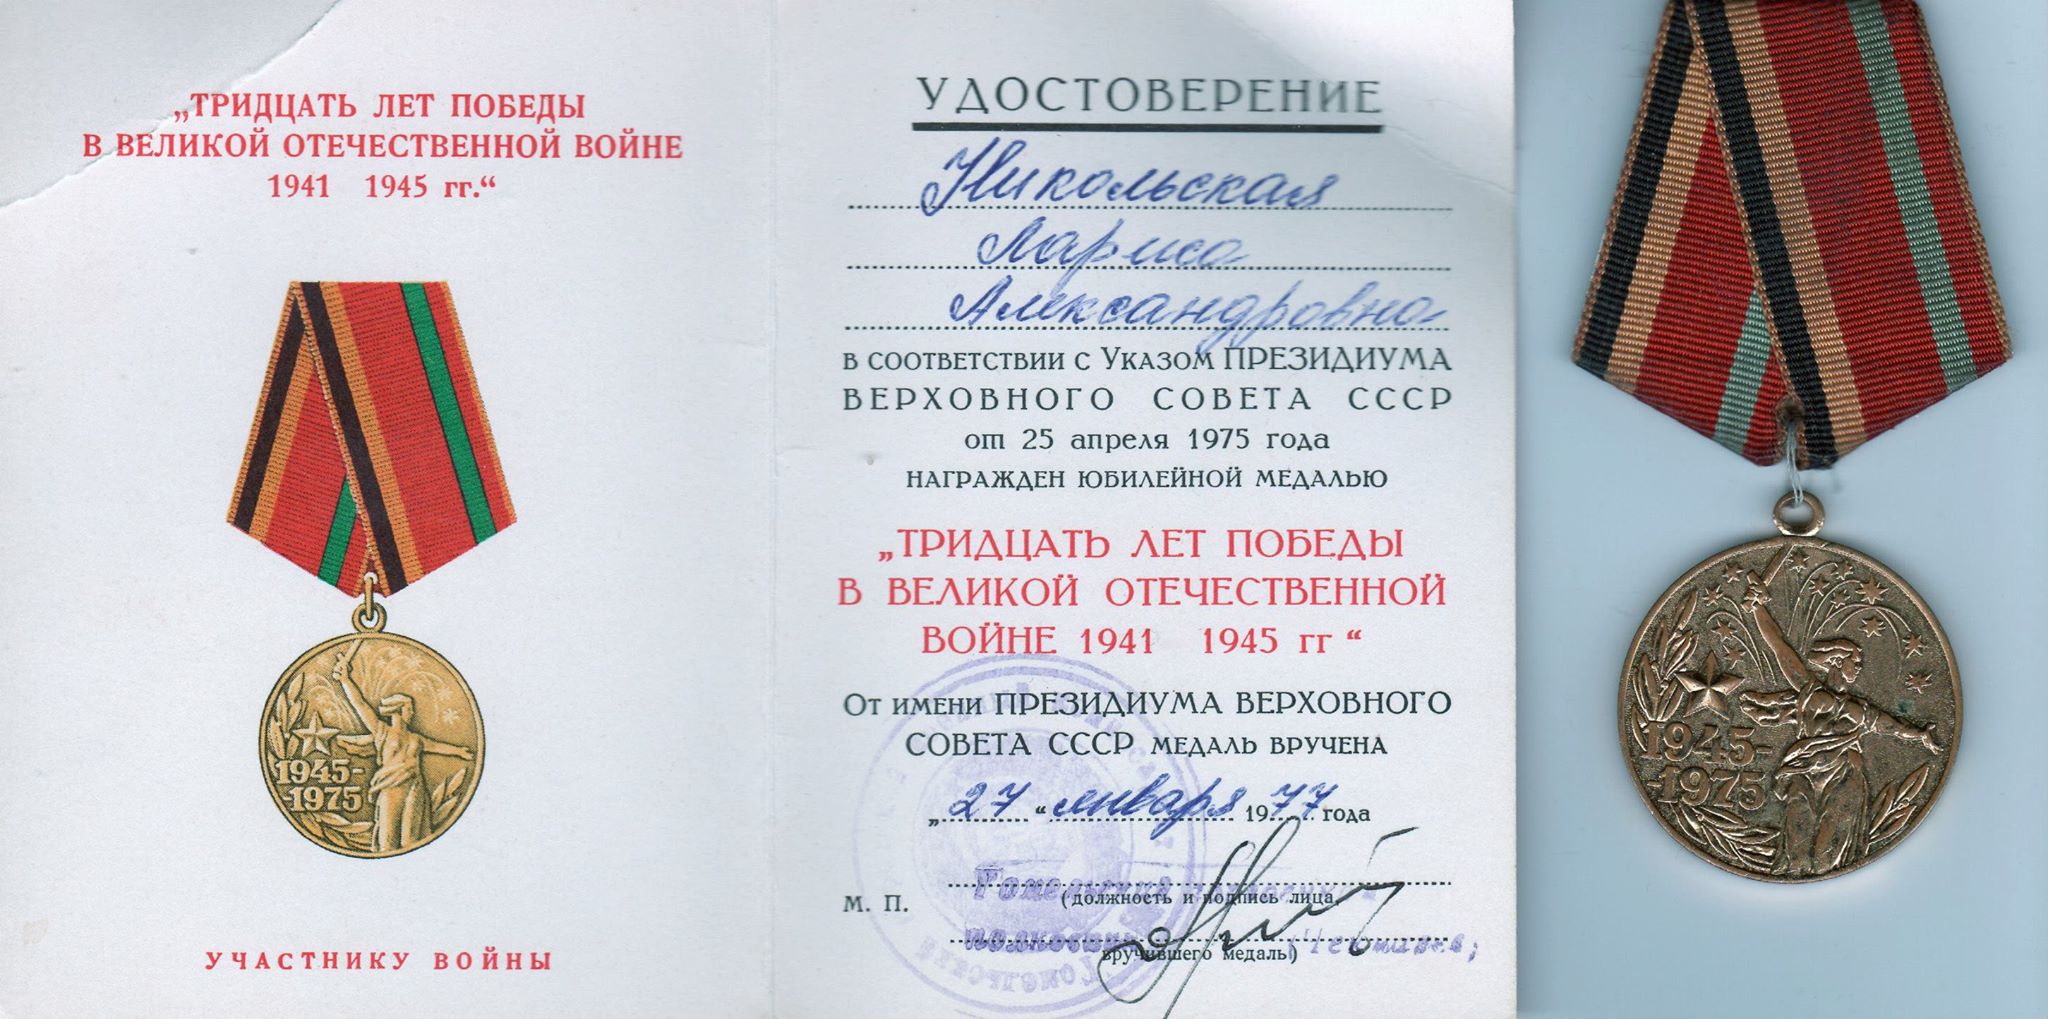 „ТРИДЦАТЬ ЛЕТ ПОБЕДЫ
В ВЕЛИКОЙ ОТЕЧЕСТВЕННОЙ ВОЙНЕ
1941 1945 гг.“
1945-
-1975
УЧАСТНИКУ ВОЙНЫ
УДОСТОВЕРЕНИЕ
Никольская
Лариса
Александровна
В СООТВЕТСТВИИ С УКАЗОМ ПРЕЗИДИУМА
ВЕРХОВНОГО СОВЕТА СССР
от 25 апреля 1975 года
НАГРАЖДЕН ЮБИЛЕЙНОЙ МЕДАЛЬЮ
„ТРИДЦАТЬ ЛЕТ ПОБЕДЫ
В ВЕЛИКОЙ ОТЕЧЕСТВЕННОЙ
ВОЙНЕ 1941 1945 гг “
ОТ ИМЕНИ ПРЕЗИДИУМА ВЕРХОВНОГО
СОВЕТА СССР МЕДАЛЬ ВРУЧЕНА
„27“ января 1977 года
Гомельский
М. П.
(должность и подпись лица,
полковник
вручившего медаль)
1945-
-1975